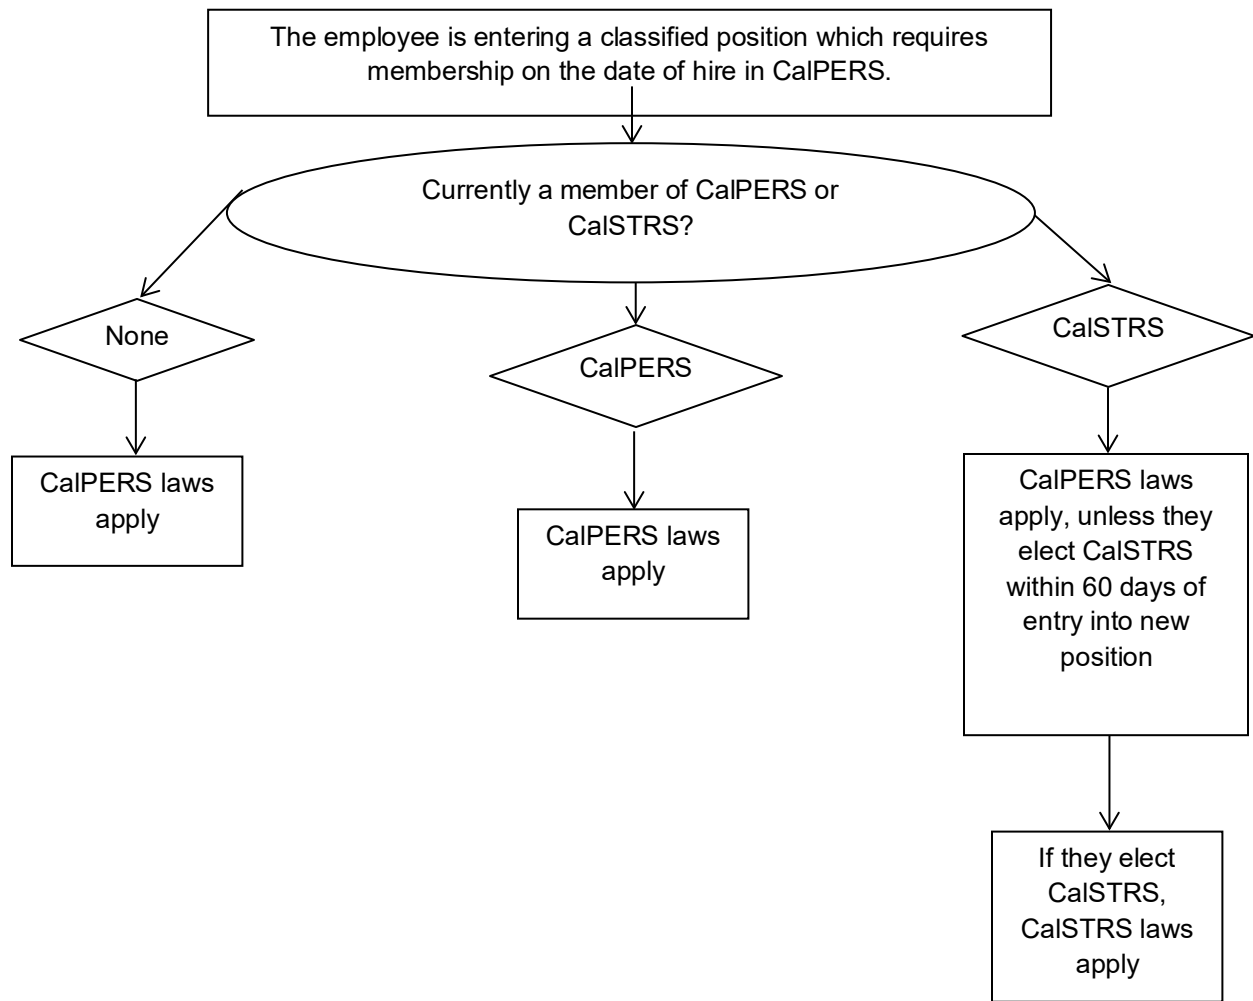 The employee is entering a classified position which requires
membership on the date of hire in CalPERS.
Currently a member of CalPERS or
CalSTRS?
None
CalPERS
CalSTRS
CalPERS laws
apply
CalPERS laws
apply
CalPERS laws
apply, unless they
elect CalSTRS
within 60 days of
entry into new
position
If they elect
CalSTRS,
CalSTRS laws
apply